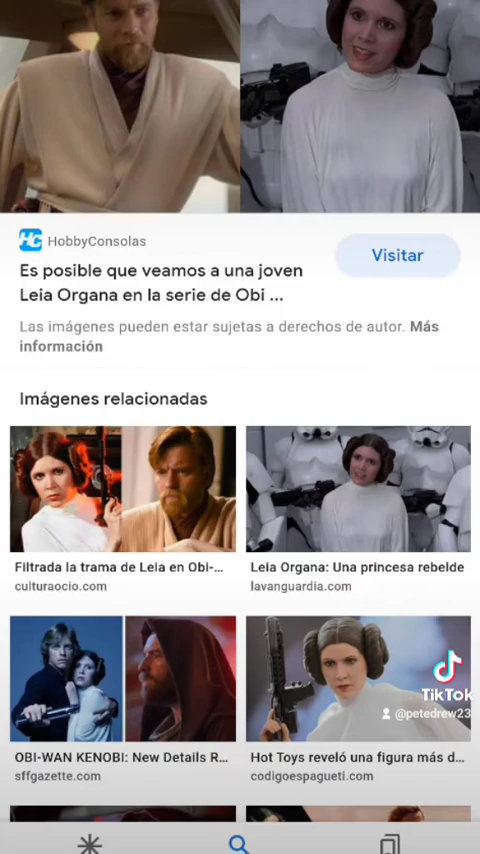 HC HobbyConsolas
Es posible que veamos a una joven
Leia Organa en la serie de Obi ...
Visitar
Las imágenes pueden estar sujetas a derechos de autor. Más
información
Imágenes relacionadas
Filtrada la trama de Leia en Obi-...
culturaocio.com
Leia Organa: Una princesa rebelde
lavanguardia.com
OBI-WAN KENOBI: New Details R...
sffgazette.com
Hot Toys reveló una figura más d...
codigoespagueti.com
TikTok
@petedrew23